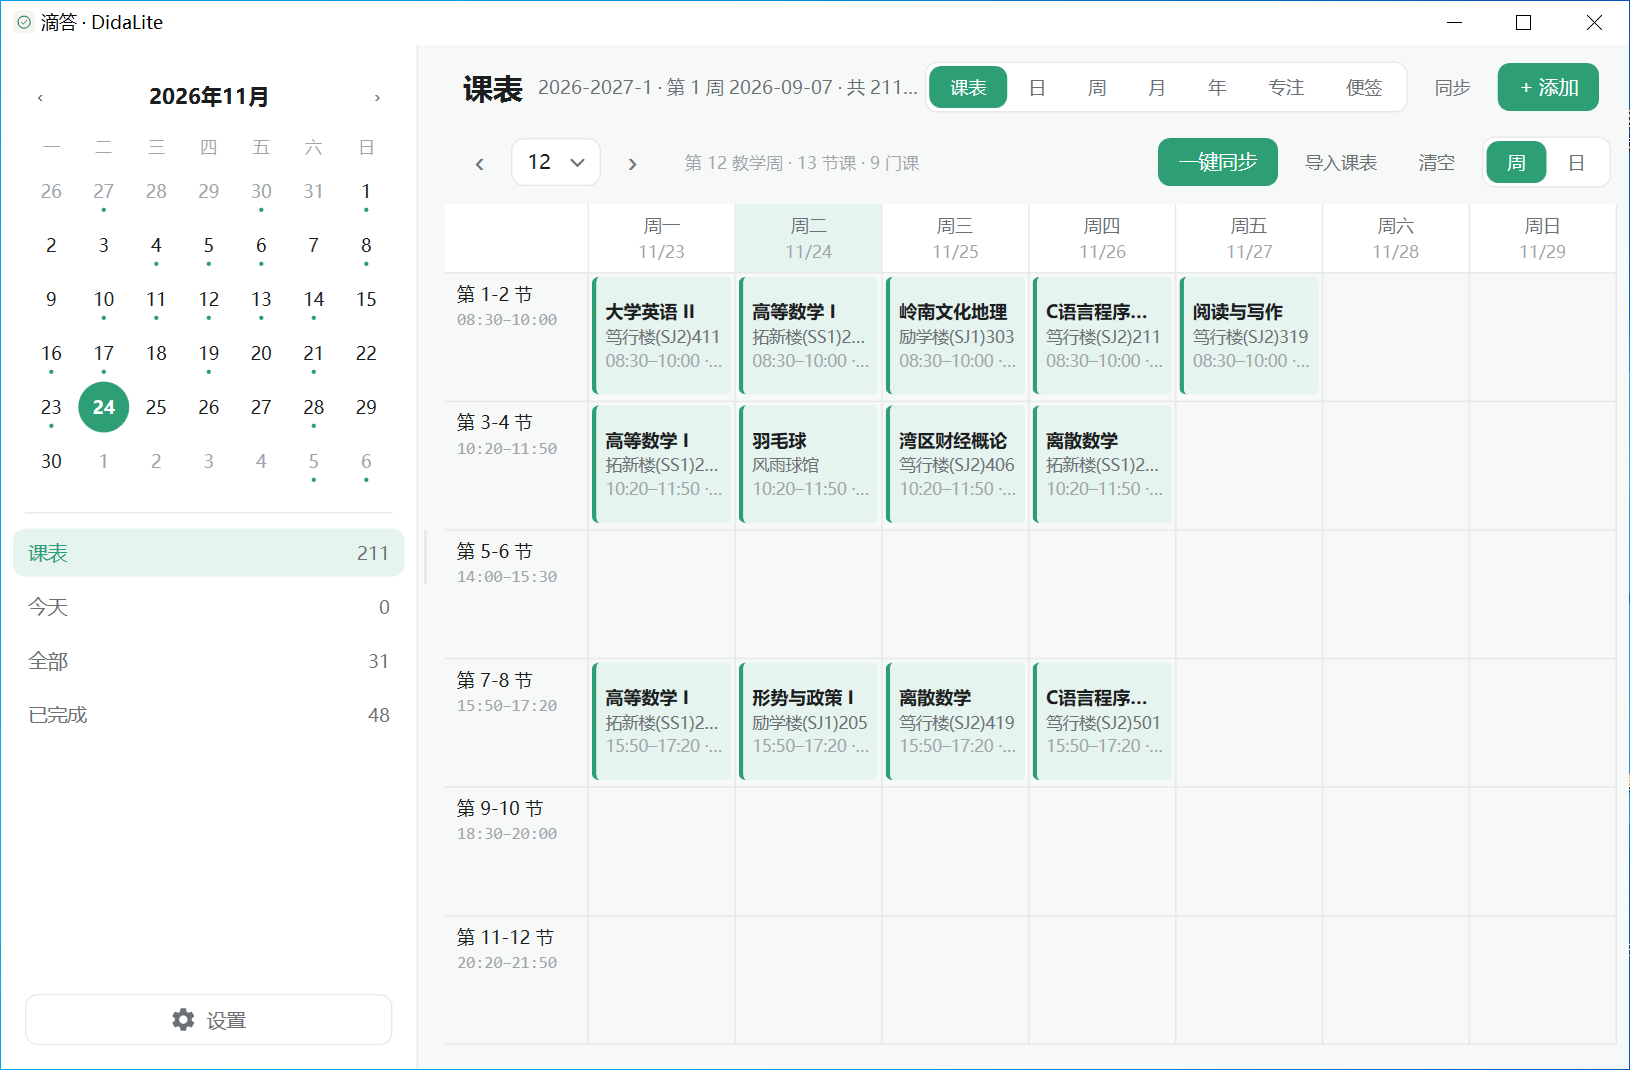 滴答 · DidaLite
‹ 2026年11月 ›
一 二 三 四 五 六 日
26 27 28 29 30 31 1
2 3 4 5 6 7 8
9 10 11 12 13 14 15
16 17 18 19 20 21 22
23 24 25 26 27 28 29
30 1 2 3 4 5 6
课表 211
今天 0
全部 31
已完成 48
设置
课表 2026-2027-1 · 第 1 周 2026-09-07 · 共 211...
课表 日 周 月 年 专注 便签 同步 + 添加
‹ 12 › 第 12 教学周 · 13 节课 · 9 门课 一键同步 导入课表 清空 周 日
周一 周二 周三 周四 周五 周六 周日
11/23 11/24 11/25 11/26 11/27 11/28 11/29
第 1-2 节
08:30–10:00
大学英语 II
笃行楼(SJ2)411
08:30–10:00 ·...
高等数学 I
拓新楼(SS1)2...
08:30–10:00 ·...
岭南文化地理
励学楼(SJ1)303
08:30–10:00 ·...
C语言程序...
笃行楼(SJ2)211
08:30–10:00 ·...
阅读与写作
笃行楼(SJ2)319
08:30–10:00 ·...
第 3-4 节
10:20–11:50
高等数学 I
拓新楼(SS1)2...
10:20–11:50 ·...
羽毛球
风雨球馆
10:20–11:50 ·...
湾区财经概论
笃行楼(SJ2)406
10:20–11:50 ·...
离散数学
拓新楼(SS1)2...
10:20–11:50 ·...
第 5-6 节
14:00–15:30
第 7-8 节
15:50–17:20
高等数学 I
拓新楼(SS1)2...
15:50–17:20 ·...
形势与政策 I
励学楼(SJ1)205
15:50–17:20 ·...
离散数学
笃行楼(SJ2)419
15:50–17:20 ·...
C语言程序...
笃行楼(SJ2)501
15:50–17:20 ·...
第 9-10 节
18:30–20:00
第 11-12 节
20:20–21:50